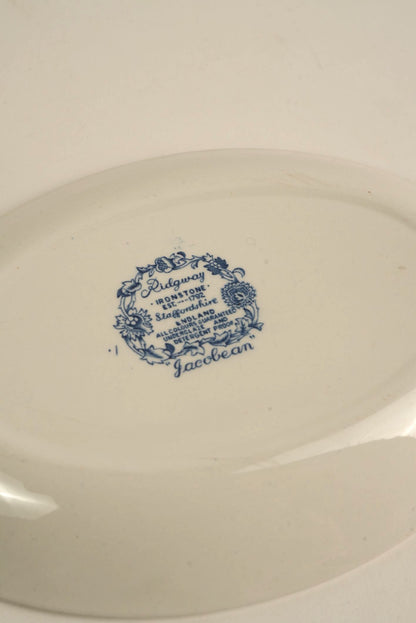 Ridgway
· IRONSTONE ·
EST. 1792
Staffordshire
ENGLAND
ALL COLOURS GUARANTEED
UNDERGLAZE AND
DETERGENT PROOF
"Jacobean"